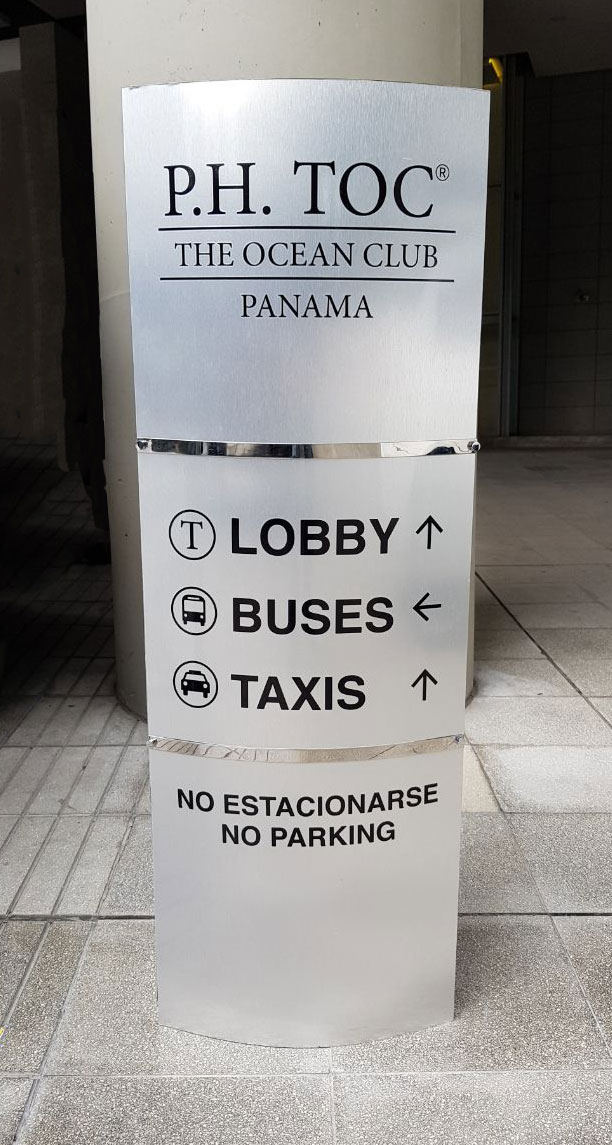 P.H. TOC®
THE OCEAN CLUB
PANAMA
T LOBBY ↑
BUSES ←
TAXIS ↑
NO ESTACIONARSE
NO PARKING